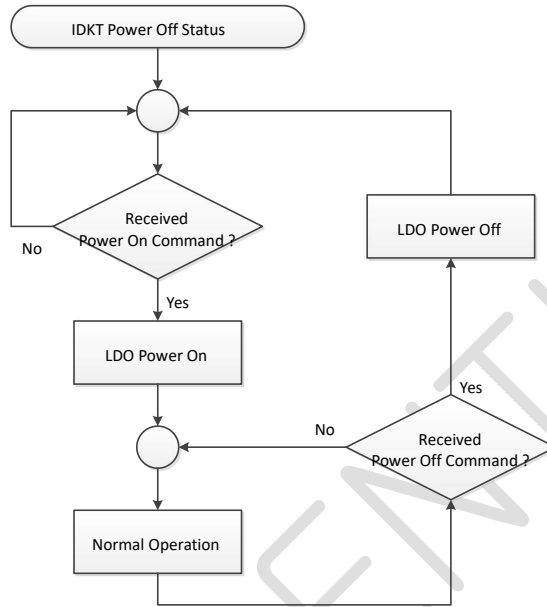 IDKT Power Off Status
Received
Power On Command ?
No
Yes
LDO Power On
Normal Operation
LDO Power Off
Yes
No
Received
Power Off Command ?